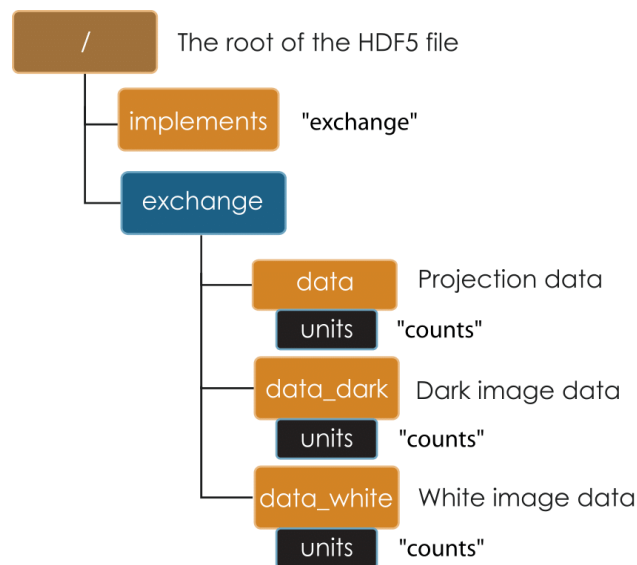 / The root of the HDF5 file
implements "exchange"
exchange
data Projection data
units "counts"
data_dark Dark image data
units "counts"
data_white White image data
units "counts"